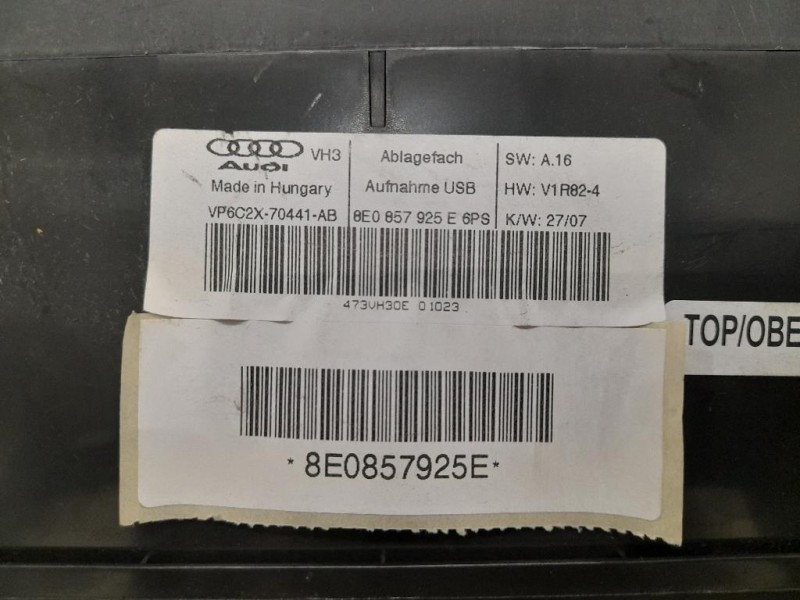 Audi VH3
Made in Hungary
VP6C2X-70441-AB
Ablagefach
Aufnahme USB
8E0 857 925 E 6PS
SW: A.16
HW: V1R82-4
K/W: 27/07
473VH30E 01023
TOP/OBE
*8E0857925E*